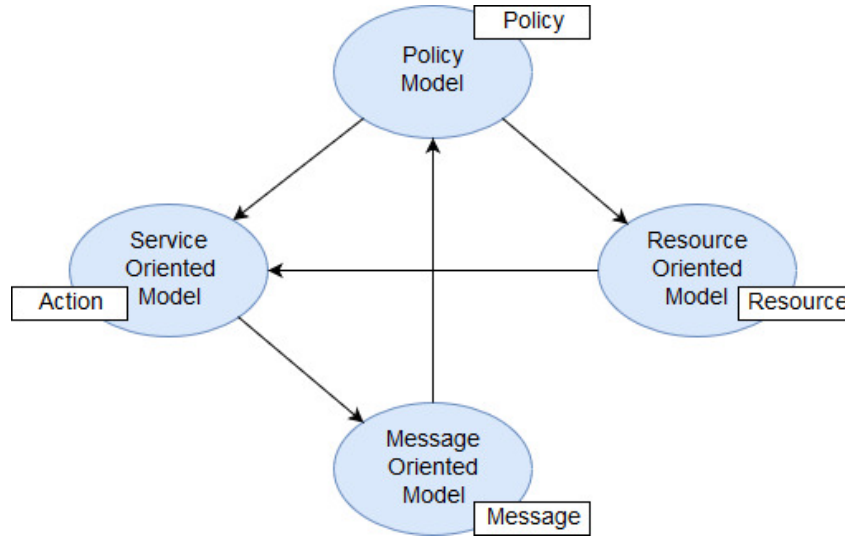 Policy
Policy
Model
Service
Oriented
Model
Action
Resource
Oriented
Model
Resource
Message
Oriented
Model
Message